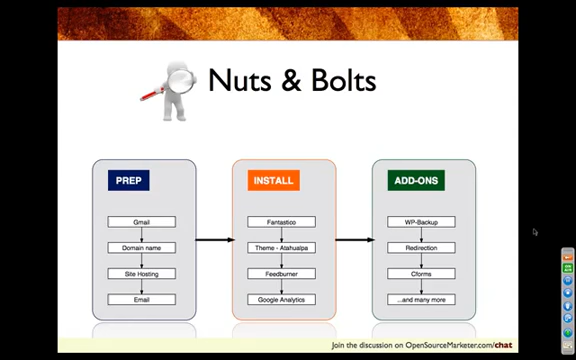 Nuts & Bolts
PREP
Gmail
Domain name
Site Hosting
Email
INSTALL
Fantastico
Theme - Atahualpa
Feedburner
Google Analytics
ADD-ONS
WP-Backup
Redirection
Cforms
...and many more
Join the discussion on OpenSourceMarketer.com/chat